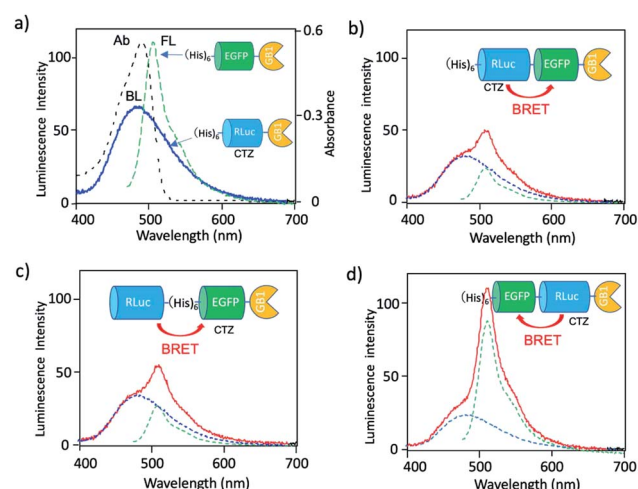 a)
Ab
FL
BL
(His)6
EGFP
GB1
(His)6
RLuc
GB1
CTZ
Luminescence Intensity
100
50
0
0.6
0.3
0
Absorbance
400 500 600 700
Wavelength (nm)
b)
(His)6
RLuc
EGFP
GB1
CTZ
BRET
Luminescence Intensity
100
50
0
400 500 600 700
Wavelength (nm)
c)
RLuc
(His)6
EGFP
GB1
CTZ
BRET
Luminescence Intensity
100
50
0
400 500 600 700
Wavelength (nm)
d)
(His)6
EGFP
RLuc
GB1
CTZ
BRET
Luminescence intensity
100
50
0
400 500 600 700
Wavelength (nm)